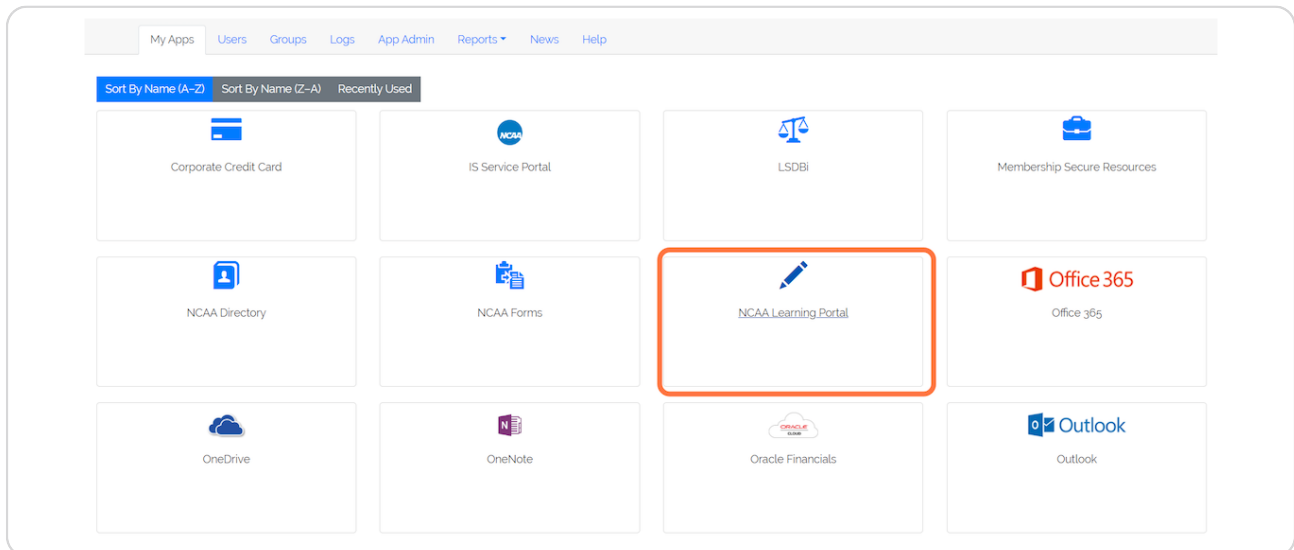 My Apps Users Groups Logs App Admin Reports News Help
Sort By Name (A-Z) Sort By Name (Z-A) Recently Used
NCAA
Corporate Credit Card IS Service Portal LSDBi Membership Secure Resources
Office 365
NCAA Directory NCAA Forms NCAA Learning Portal Office 365
N ORACLE CLOUD o Outlook
OneDrive OneNote Oracle Financials Outlook